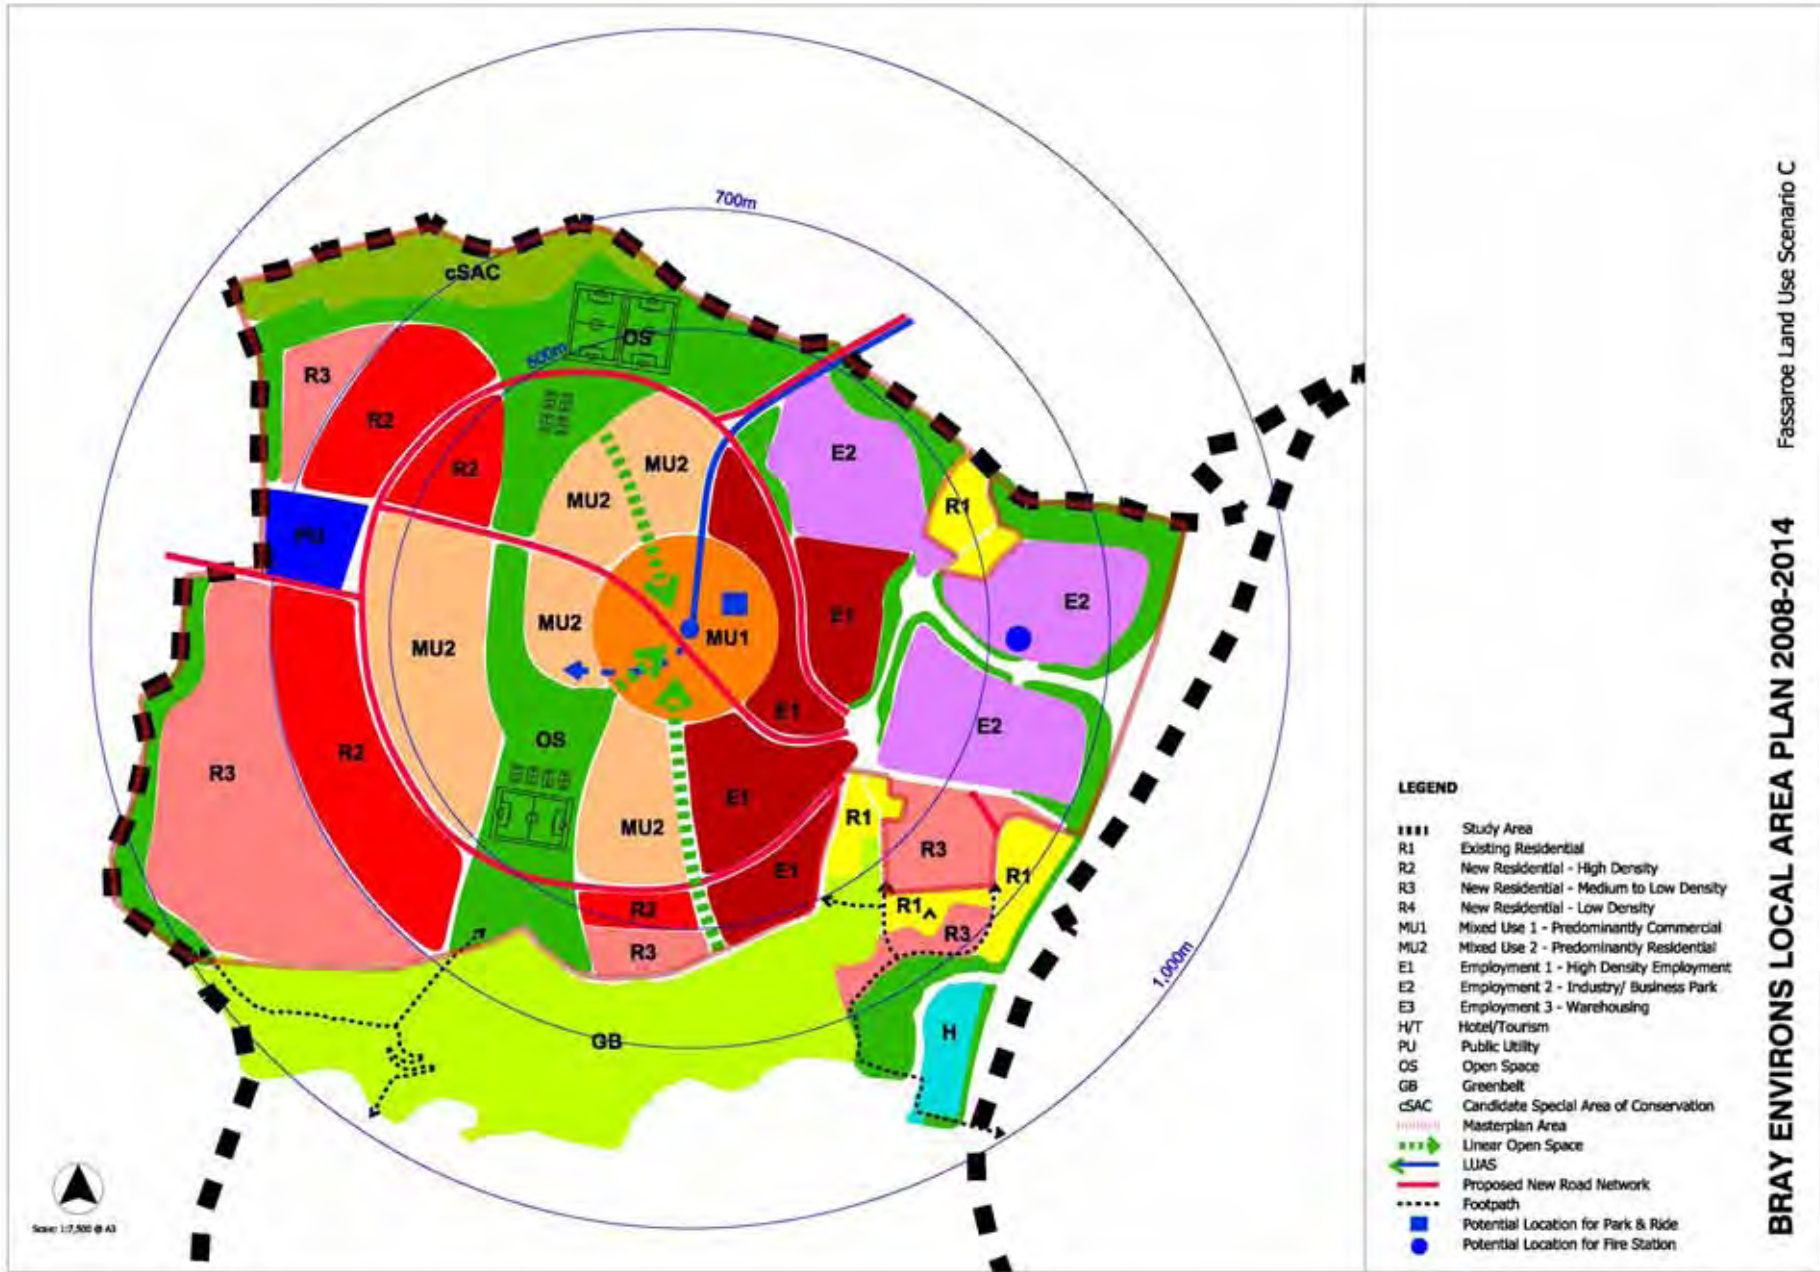 700m
cSAC
OS
500m
R3
R2
R2
MU2
E2
MU2
R1
PU
E2
MU2
E1
MU1
MU2
E1
E2
OS
R2
R3
E1
MU2
R1
R3
E1
R1
R1
R3
R3
1,000m
H
GB
Scale: 1:7,500 @ A3
LEGEND
Study Area
R1 Existing Residential
R2 New Residential - High Density
R3 New Residential - Medium to Low Density
R4 New Residential - Low Density
MU1 Mixed Use 1 - Predominantly Commercial
MU2 Mixed Use 2 - Predominantly Residential
E1 Employment 1 - High Density Employment
E2 Employment 2 - Industry/ Business Park
E3 Employment 3 - Warehousing
H/T Hotel/Tourism
PU Public Utility
OS Open Space
GB Greenbelt
cSAC Candidate Special Area of Conservation
Masterplan Area
Linear Open Space
LUAS
Proposed New Road Network
Footpath
Potential Location for Park & Ride
Potential Location for Fire Station
Fassaroe Land Use Scenario C
BRAY ENVIRONS LOCAL AREA PLAN 2008-2014